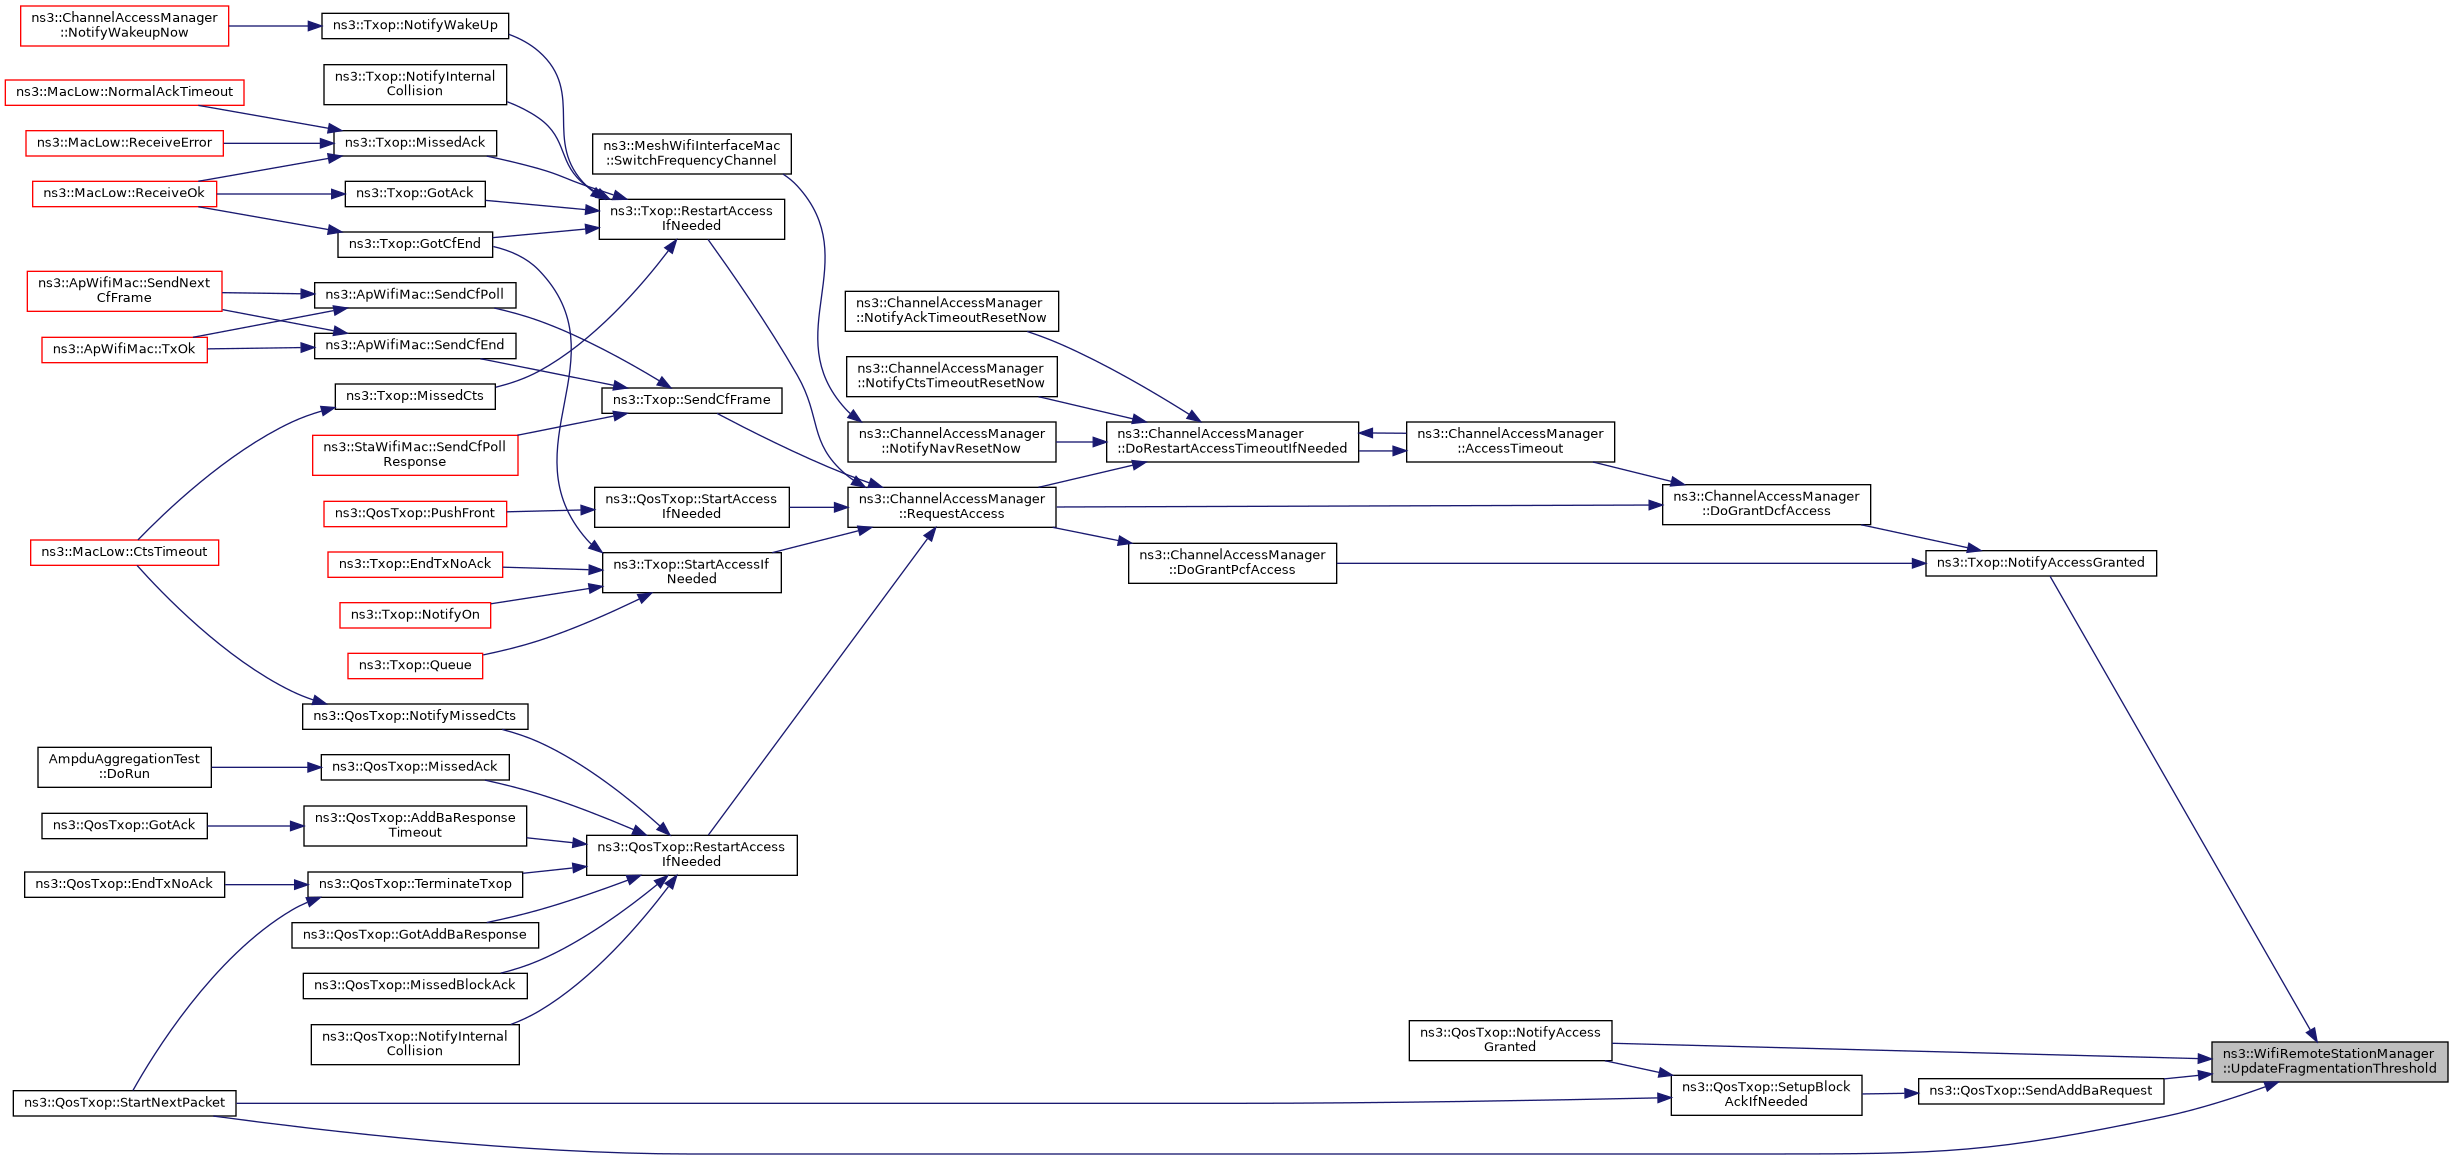 ns3::ChannelAccessManager
::NotifyWakeupNow
ns3::MacLow::NormalAckTimeout
ns3::MacLow::ReceiveError
ns3::MacLow::ReceiveOk
ns3::ApWifiMac::SendNext
CfFrame
ns3::ApWifiMac::TxOk
ns3::MacLow::CtsTimeout
AmpduAggregationTest
::DoRun
ns3::QosTxop::GotAck
ns3::QosTxop::EndTxNoAck
ns3::QosTxop::StartNextPacket
ns3::Txop::NotifyWakeUp
ns3::Txop::NotifyInternal
Collision
ns3::Txop::MissedAck
ns3::Txop::GotAck
ns3::Txop::GotCfEnd
ns3::ApWifiMac::SendCfPoll
ns3::ApWifiMac::SendCfEnd
ns3::Txop::MissedCts
ns3::StaWifiMac::SendCfPoll
Response
ns3::QosTxop::PushFront
ns3::Txop::EndTxNoAck
ns3::Txop::NotifyOn
ns3::Txop::Queue
ns3::QosTxop::NotifyMissedCts
ns3::QosTxop::MissedAck
ns3::QosTxop::AddBaResponse
Timeout
ns3::QosTxop::TerminateTxop
ns3::QosTxop::GotAddBaResponse
ns3::QosTxop::MissedBlockAck
ns3::QosTxop::NotifyInternal
Collision
ns3::MeshWifiInterfaceMac
::SwitchFrequencyChannel
ns3::Txop::RestartAccess
IfNeeded
ns3::Txop::SendCfFrame
ns3::QosTxop::StartAccess
IfNeeded
ns3::Txop::StartAccessIf
Needed
ns3::QosTxop::RestartAccess
IfNeeded
ns3::ChannelAccessManager
::NotifyAckTimeoutResetNow
ns3::ChannelAccessManager
::NotifyCtsTimeoutResetNow
ns3::ChannelAccessManager
::NotifyNavResetNow
ns3::ChannelAccessManager
::RequestAccess
ns3::ChannelAccessManager
::DoRestartAccessTimeoutIfNeeded
ns3::ChannelAccessManager
::DoGrantPcfAccess
ns3::ChannelAccessManager
::AccessTimeout
ns3::QosTxop::NotifyAccess
Granted
ns3::ChannelAccessManager
::DoGrantDcfAccess
ns3::QosTxop::SetupBlock
AckIfNeeded
ns3::Txop::NotifyAccessGranted
ns3::QosTxop::SendAddBaRequest
ns3::WifiRemoteStationManager
::UpdateFragmentationThreshold